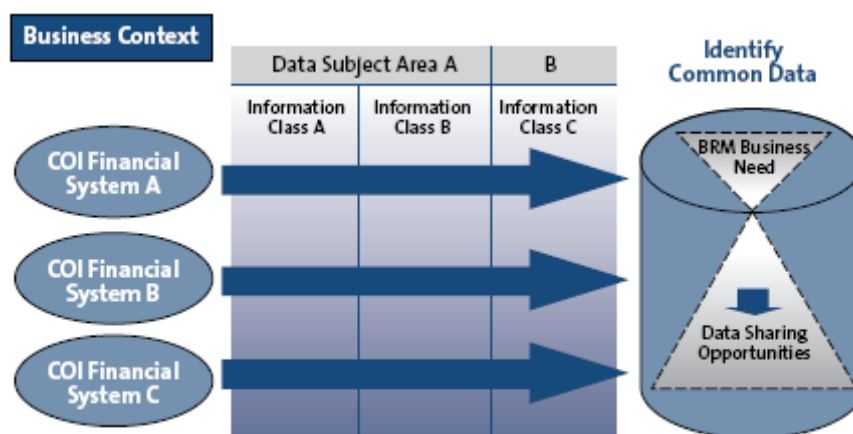 Business Context
Data Subject Area A
B
Identify
Common Data
Information
Class A
Information
Class B
Information
Class C
COI Financial
System A
COI Financial
System B
COI Financial
System C
BRM Business
Need
Data Sharing
Opportunities